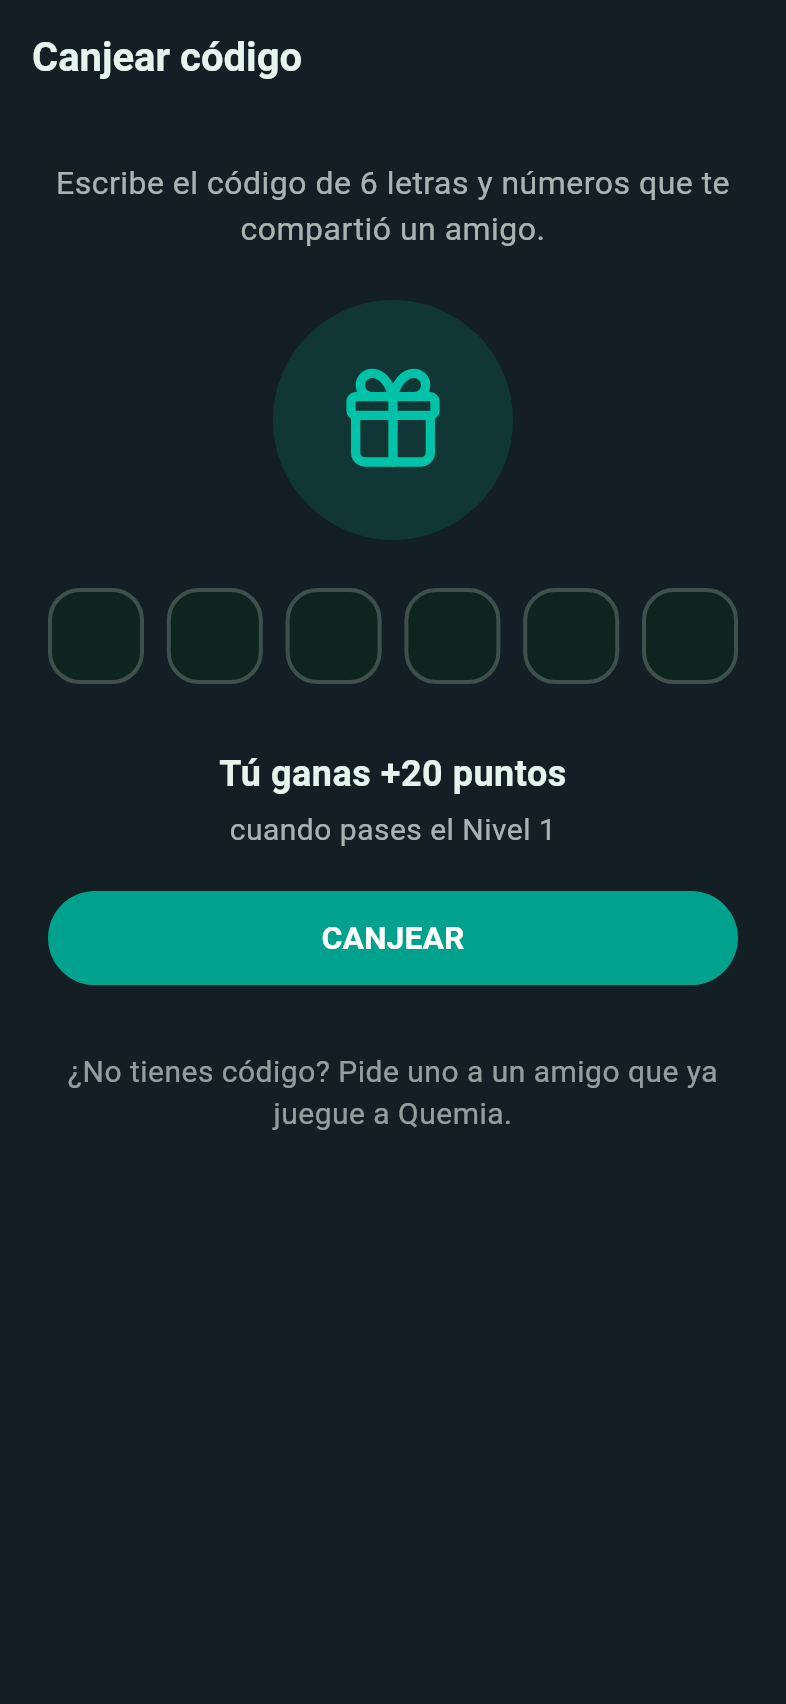 Canjear código
Escribe el código de 6 letras y números que te
compartió un amigo.
Tú ganas +20 puntos
cuando pases el Nivel 1
CANJEAR
¿No tienes código? Pide uno a un amigo que ya
juegue a Quemia.